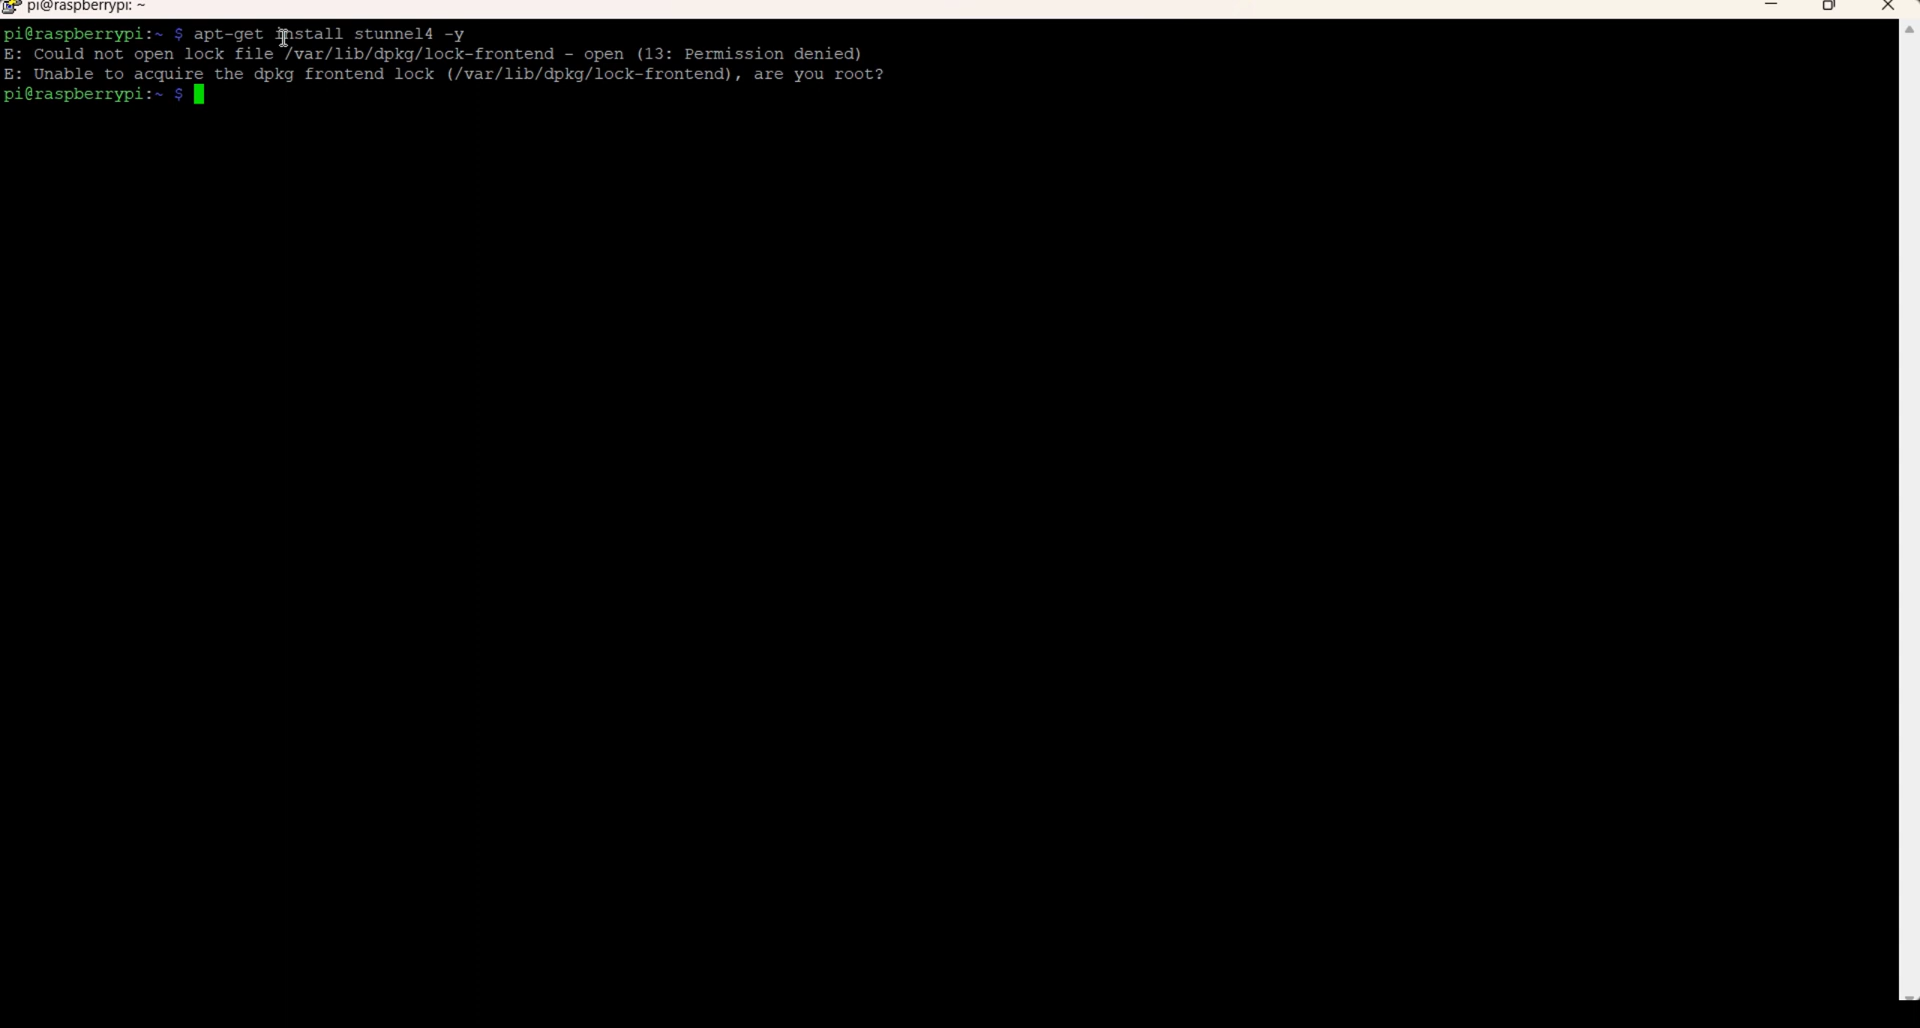 pi@raspberrypi: ~
pi@raspberrypi:~ $ apt-get install stunnel4 -y
E: Could not open lock file /var/lib/dpkg/lock-frontend - open (13: Permission denied)
E: Unable to acquire the dpkg frontend lock (/var/lib/dpkg/lock-frontend), are you root?
pi@raspberrypi:~ $